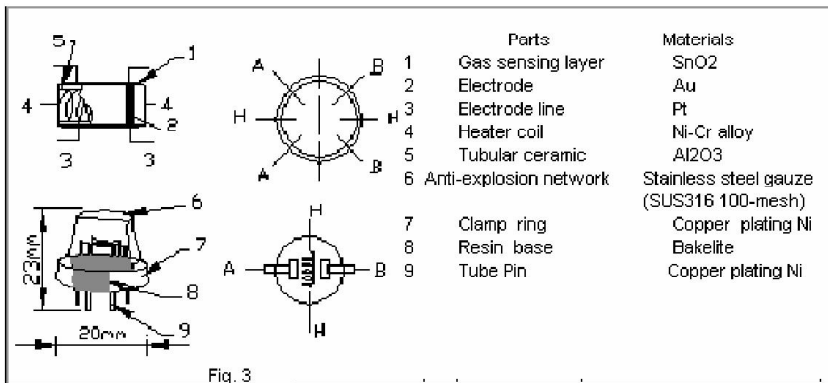 Parts Materials
1 Gas sensing layer SnO2
2 Electrode Au
3 Electrode line Pt
4 Heater coil Ni-Cr alloy
5 Tubular ceramic Al2O3
6 Anti-explosion network Stainless steel gauze
(SUS316 100-mesh)
7 Clamp ring Copper plating Ni
8 Resin base Bakelite
9 Tube Pin Copper plating Ni
5
1
4
4
2
3
3
A
B
H
H
A
B
6
7
8
9
23mm
20mm
H
A
B
H
Fig. 3